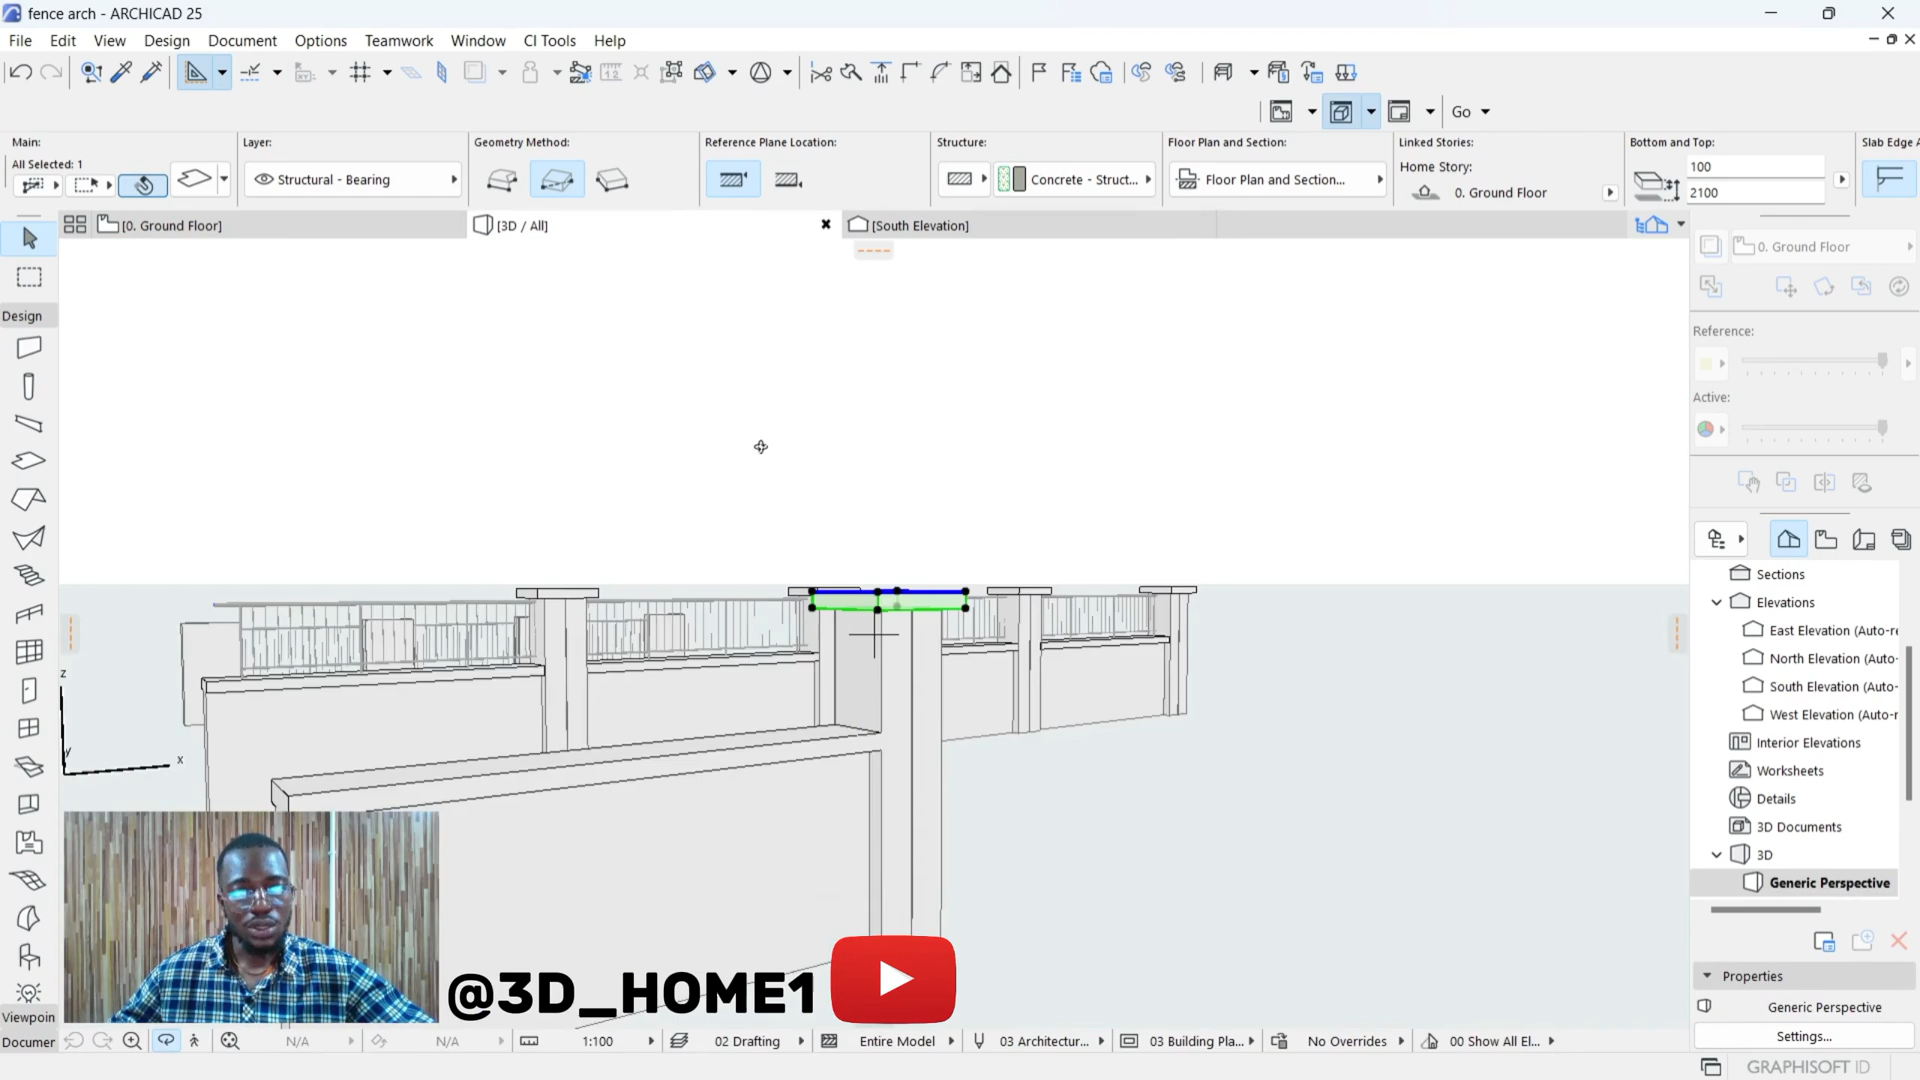 fence arch - ARCHICAD 25
File Edit View Design Document Options Teamwork Window CI Tools Help
Go
Main:
All Selected: 1
Layer:
Structural - Bearing
Geometry Method:
Reference Plane Location:
Structure:
Concrete - Struct...
Floor Plan and Section:
Floor Plan and Section...
Linked Stories:
Home Story:
0. Ground Floor
Bottom and Top:
100
2100
Slab Edge A
[0. Ground Floor]
[3D / All]
[South Elevation]
Design
0. Ground Floor
Reference:
Active:
Sections
Elevations
East Elevation (Auto-re
North Elevation (Auto-
South Elevation (Auto-
West Elevation (Auto-r
Interior Elevations
Worksheets
Details
3D Documents
3D
Generic Perspective
z
y
x
@3D_HOME1
Properties
Generic Perspective
Settings...
Viewpoin
Documer
N/A
N/A
1:100
02 Drafting
Entire Model
03 Architectur...
03 Building Pla...
No Overrides
00 Show All El...
GRAPHISOFT ID